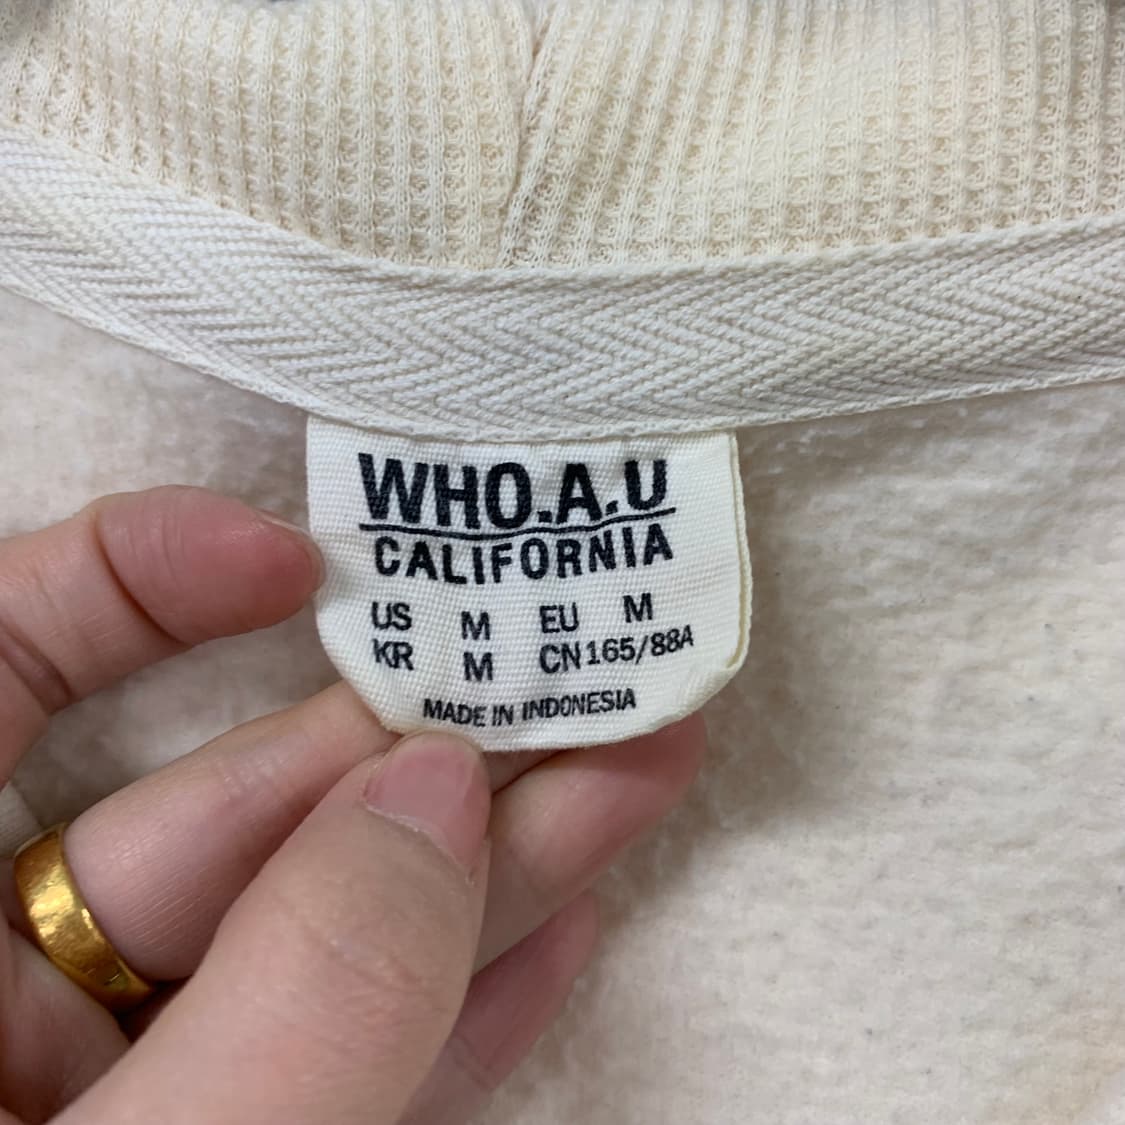 WHO.A.U
CALIFORNIA
US M EU M
KR M CN 165/88A
MADE IN INDONESIA